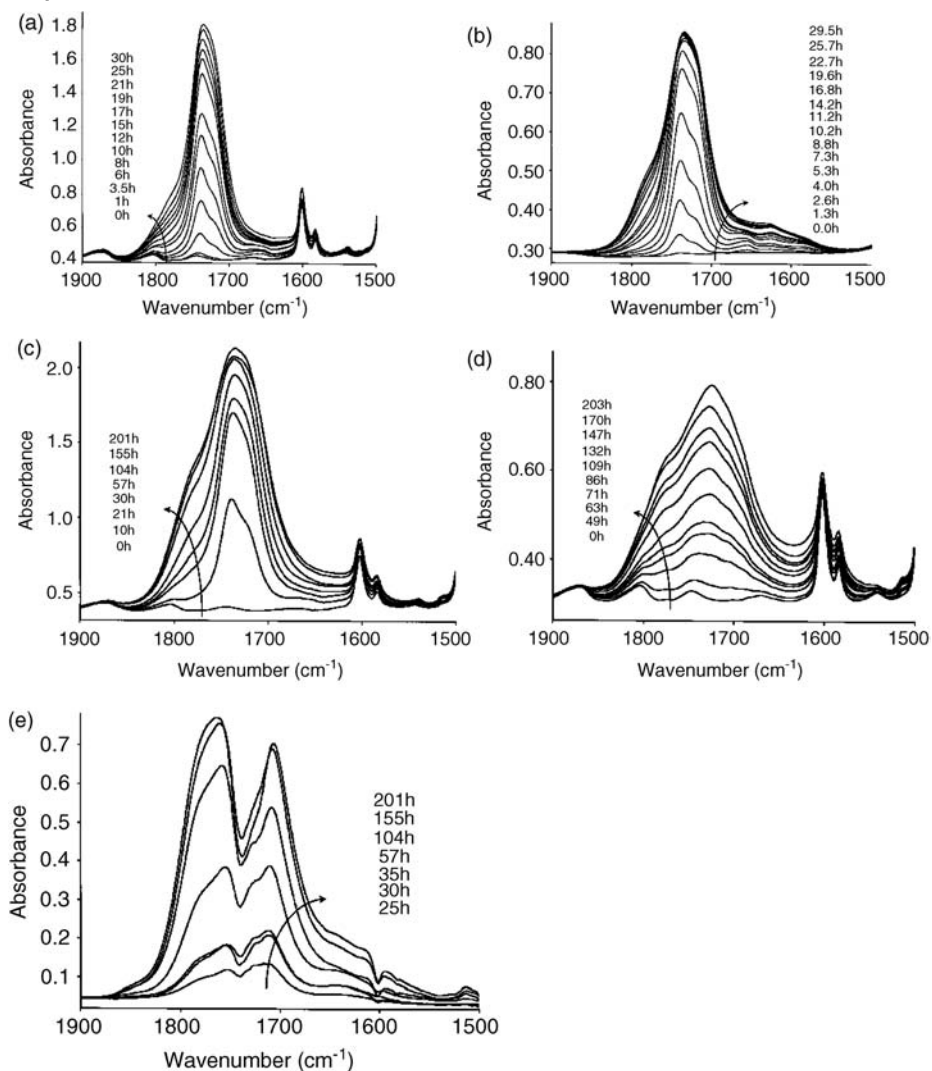 (a)
1.8
1.6
1.4
1.2
1.0
0.8
0.6
0.4
Absorbance
30h
25h
21h
19h
17h
15h
12h
10h
8h
6h
3.5h
1h
0h
1900
1800
1700
1600
1500
Wavenumber (cm⁻¹)
(b)
0.80
0.70
0.60
0.50
0.40
0.30
Absorbance
29.5h
25.7h
22.7h
19.6h
16.8h
14.2h
11.2h
10.2h
8.8h
7.3h
5.3h
4.0h
2.6h
1.3h
0.0h
1900
1800
1700
1600
1500
Wavenumber (cm⁻¹)
(c)
2.0
1.5
1.0
0.5
Absorbance
201h
155h
104h
57h
30h
21h
10h
0h
1900
1800
1700
1600
1500
Wavenumber (cm⁻¹)
(d)
0.80
0.60
0.40
Absorbance
203h
170h
147h
132h
109h
86h
71h
63h
49h
0h
1900
1800
1700
1600
1500
Wavenumber (cm⁻¹)
(e)
0.7
0.6
0.5
0.4
0.3
0.2
0.1
Absorbance
201h
155h
104h
57h
35h
30h
25h
1900
1800
1700
1600
1500
Wavenumber (cm⁻¹)